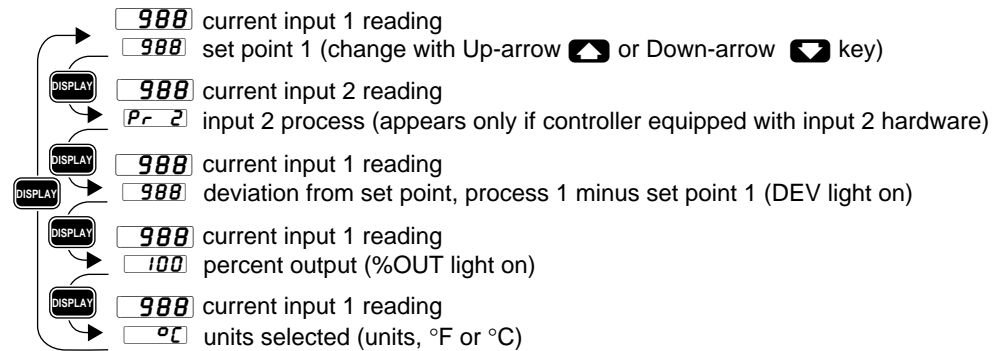 988 current input 1 reading
988 set point 1 (change with Up-arrow or Down-arrow key)
DISPLAY
988 current input 2 reading
Pr 2 input 2 process (appears only if controller equipped with input 2 hardware)
DISPLAY
988 current input 1 reading
DISPLAY
988 deviation from set point, process 1 minus set point 1 (DEV light on)
DISPLAY
988 current input 1 reading
100 percent output (%OUT light on)
DISPLAY
988 current input 1 reading
°C units selected (units, °F or °C)